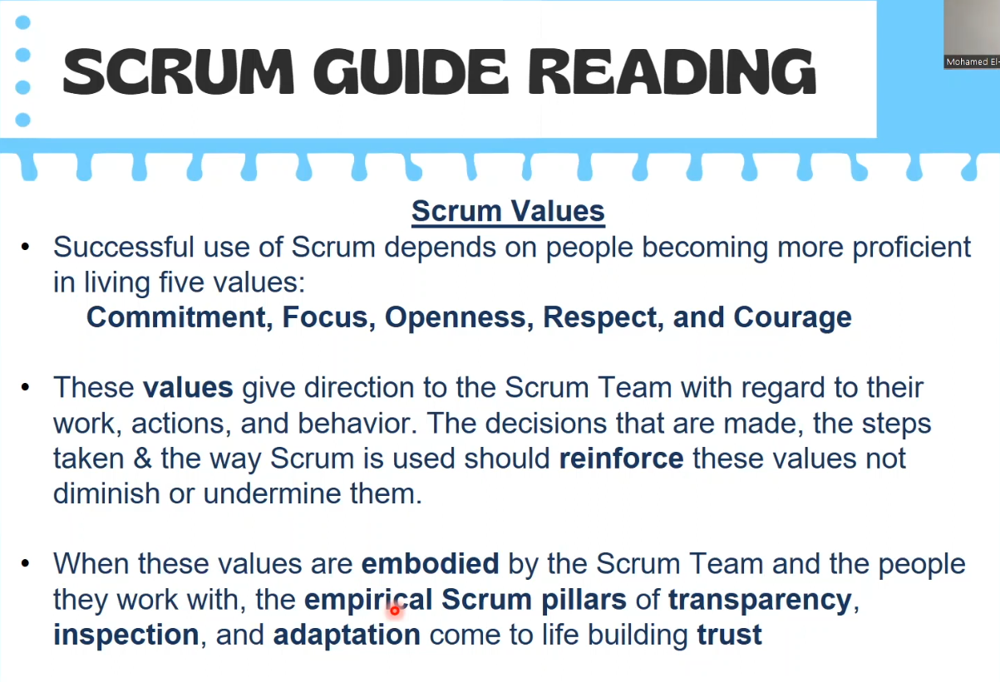 SCRUM GUIDE READING
Mohamed El-
Scrum Values
• Successful use of Scrum depends on people becoming more proficient
in living five values:
Commitment, Focus, Openness, Respect, and Courage
• These values give direction to the Scrum Team with regard to their
work, actions, and behavior. The decisions that are made, the steps
taken & the way Scrum is used should reinforce these values not
diminish or undermine them.
• When these values are embodied by the Scrum Team and the people
they work with, the empirical Scrum pillars of transparency,
inspection, and adaptation come to life building trust